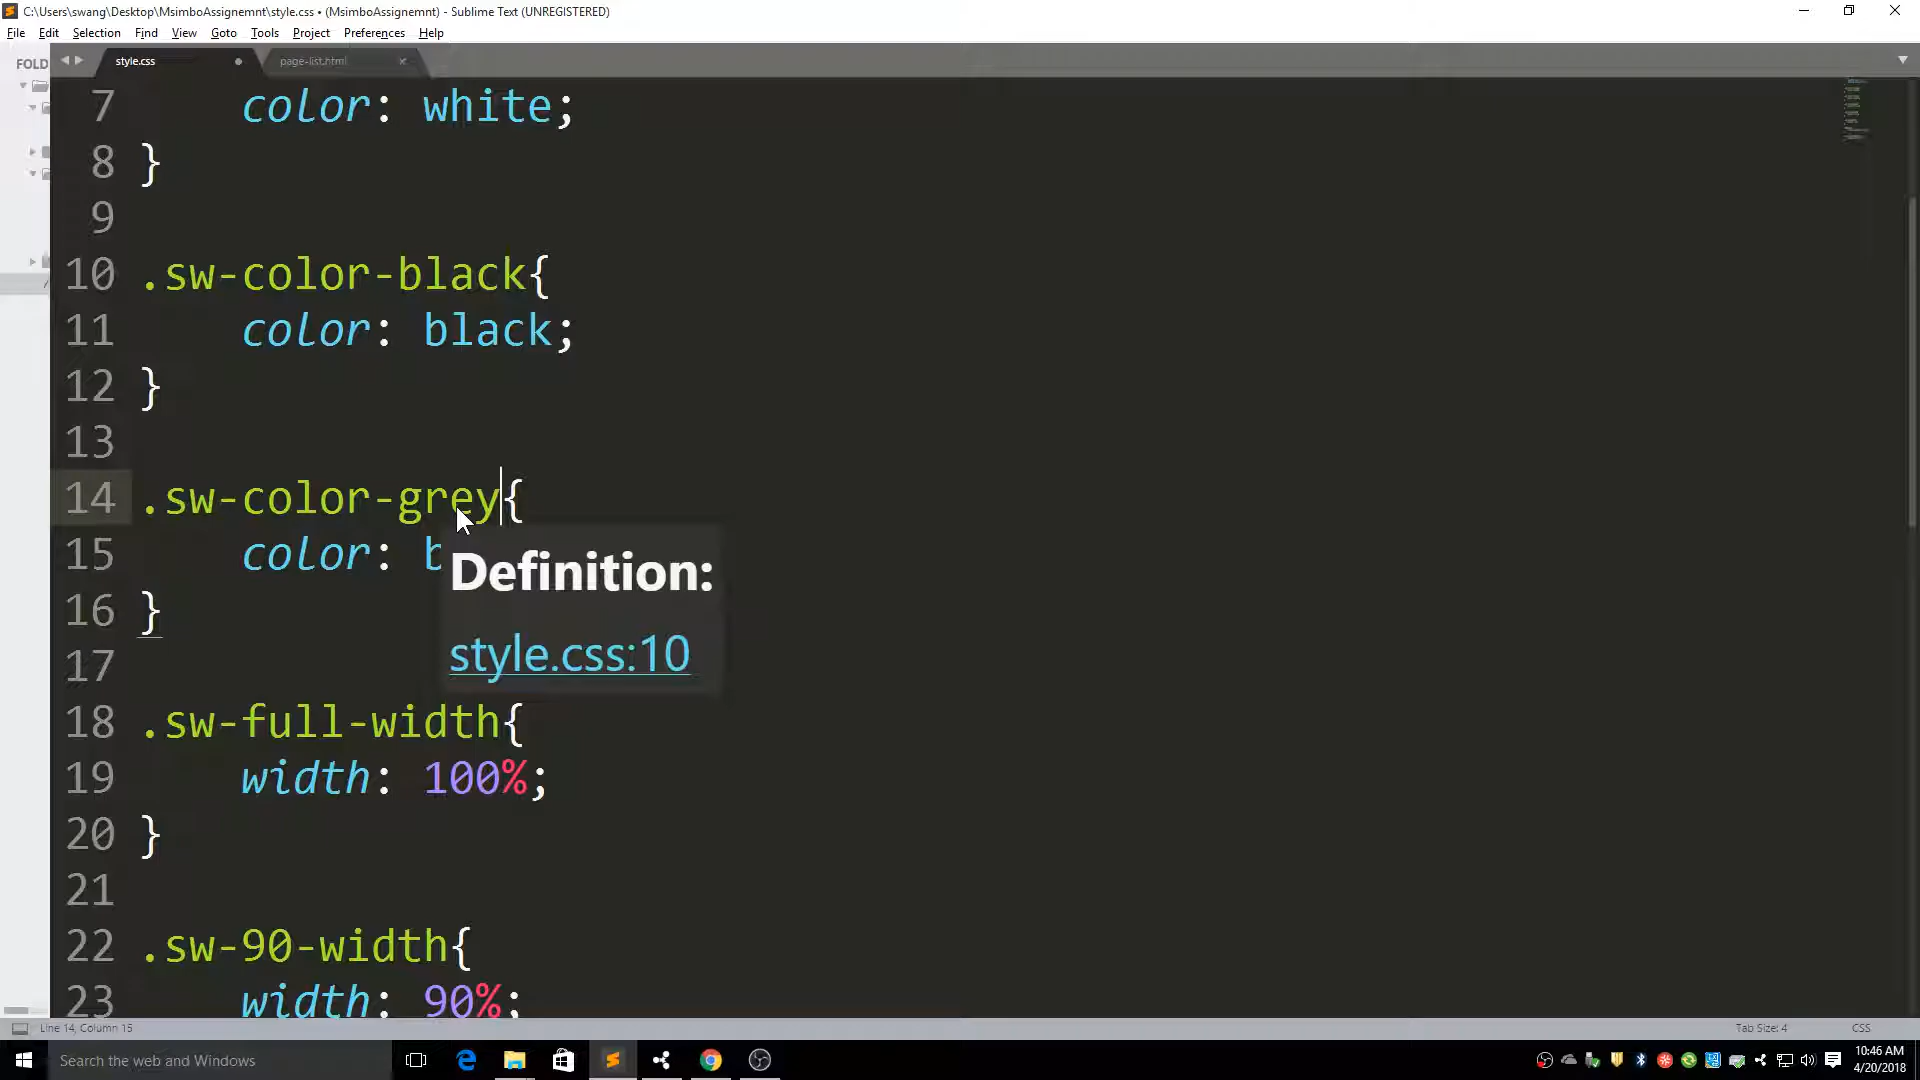 C:\Users\swang\Desktop\MsimboAssignemnt\style.css • (MsimboAssignemnt) - Sublime Text (UNREGISTERED)
File Edit Selection Find View Goto Tools Project Preferences Help
FOLD
style.css
page-list.html
7 color: white;
8 }
9
10 .sw-color-black{
11 color: black;
12 }
13
14 .sw-color-grey{
15 color: b
Definition:
16 }
style.css:10
17
18 .sw-full-width{
19 width: 100%;
20 }
21
22 .sw-90-width{
23 width: 90%;
Line 14, Column 15
Tab Size: 4
CSS
Search the web and Windows
10:46 AM
4/20/2018